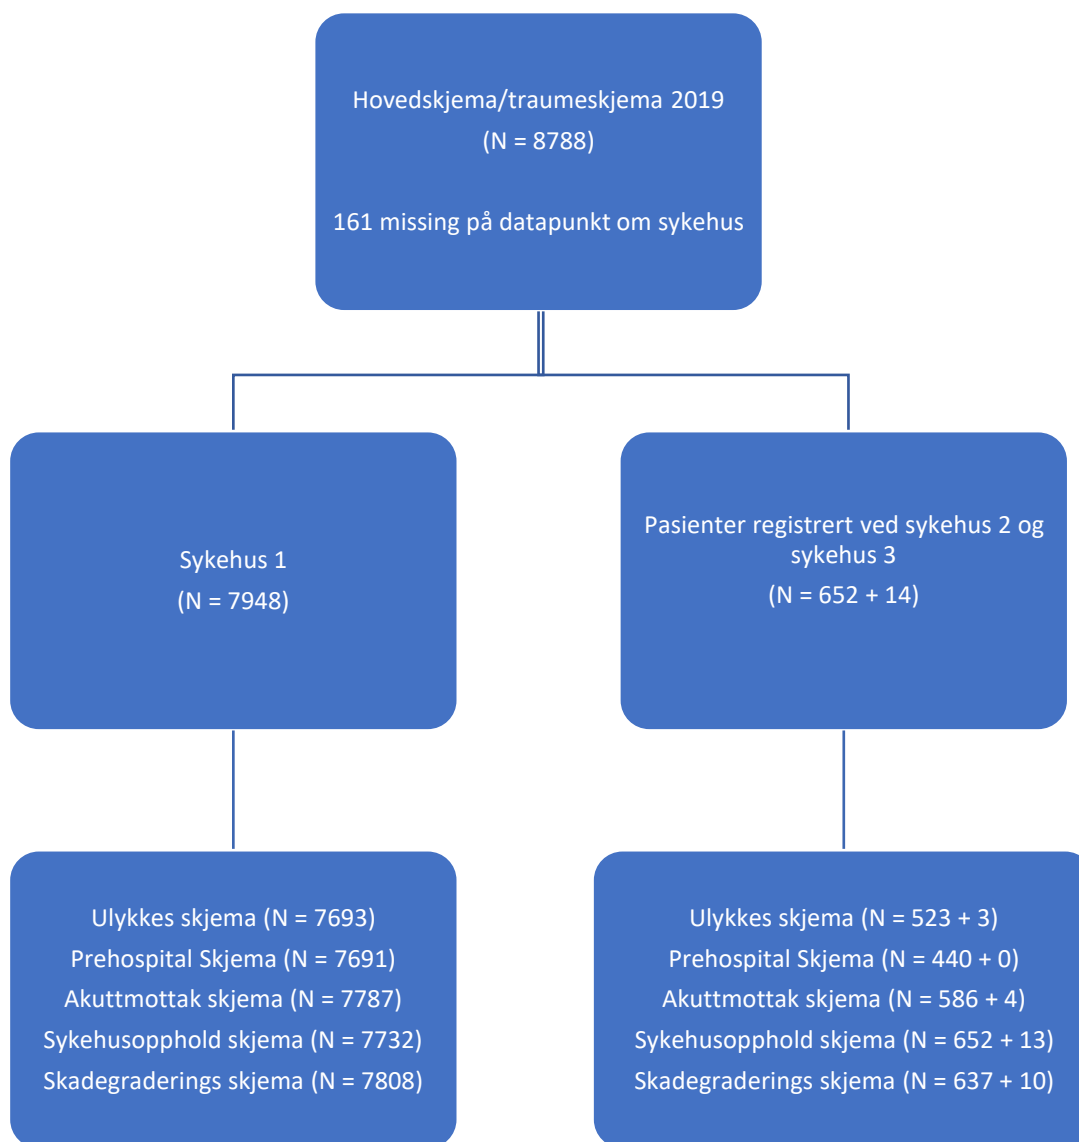 Hovedskjema/traumeskjema 2019
(N = 8788)
161 missing på datapunkt om sykehus
Sykehus 1
(N = 7948)
Pasienter registrert ved sykehus 2 og
sykehus 3
(N = 652 + 14)
Ulykkes skjema (N = 7693)
Prehospital Skjema (N = 7691)
Akuttmottak skjema (N = 7787)
Sykehusopphold skjema (N = 7732)
Skadegraderings skjema (N = 7808)
Ulykkes skjema (N = 523 + 3)
Prehospital Skjema (N = 440 + 0)
Akuttmottak skjema (N = 586 + 4)
Sykehusopphold skjema (N = 652 + 13)
Skadegraderings skjema (N = 637 + 10)